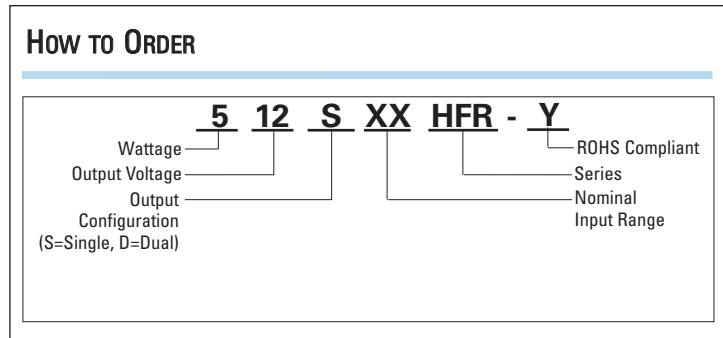 HOW TO ORDER
5 12 S XX HFR - Y
Wattage
Output Voltage
Output
Configuration
(S=Single, D=Dual)
ROHS Compliant
Series
Nominal
Input Range